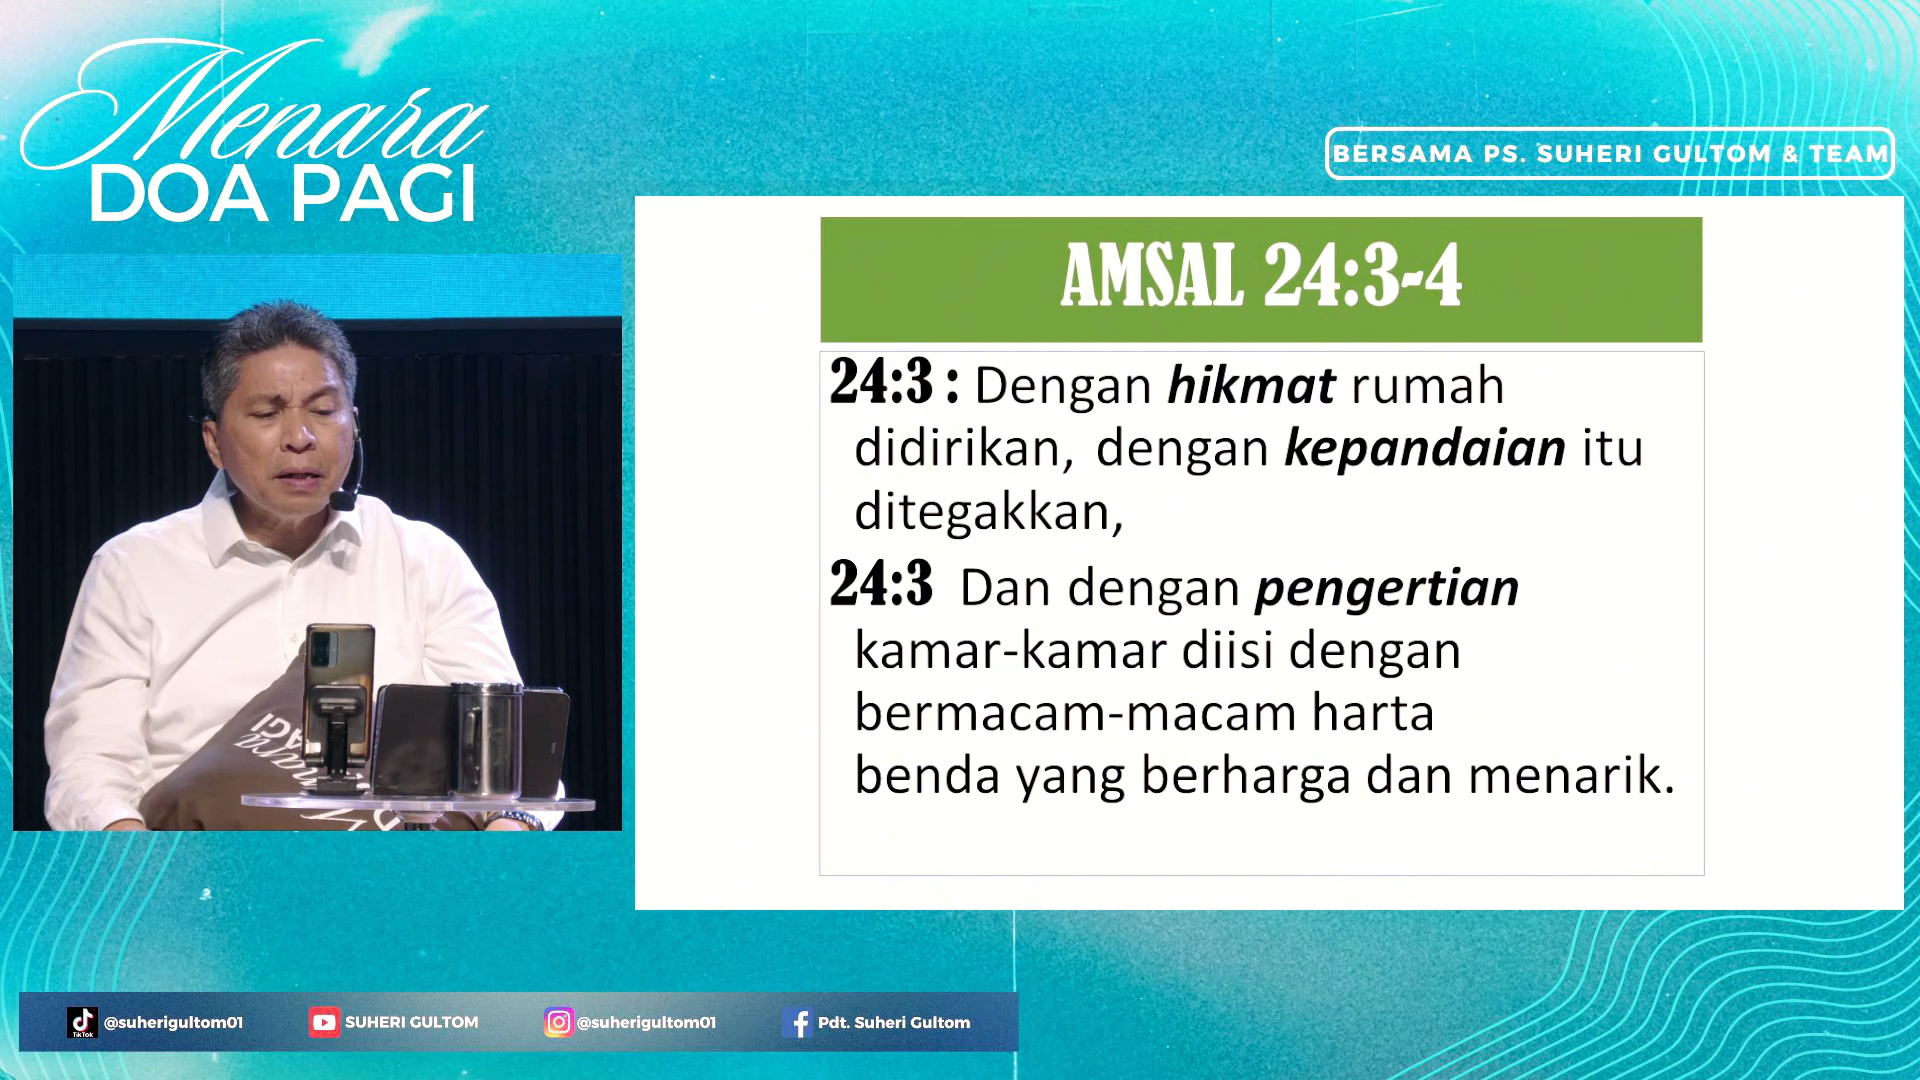 Menara
DOA PAGI
BERSAMA PS. SUHERI GULTOM & TEAM
AMSAL 24:3-4
24:3 : Dengan hikmat rumah
didirikan, dengan kepandaian itu
ditegakkan,
24:3 Dan dengan pengertian
kamar-kamar diisi dengan
bermacam-macam harta
benda yang berharga dan menarik.
TikTok
@suherigultom01
SUHERI GULTOM
@suherigultom01
Pdt. Suheri Gultom